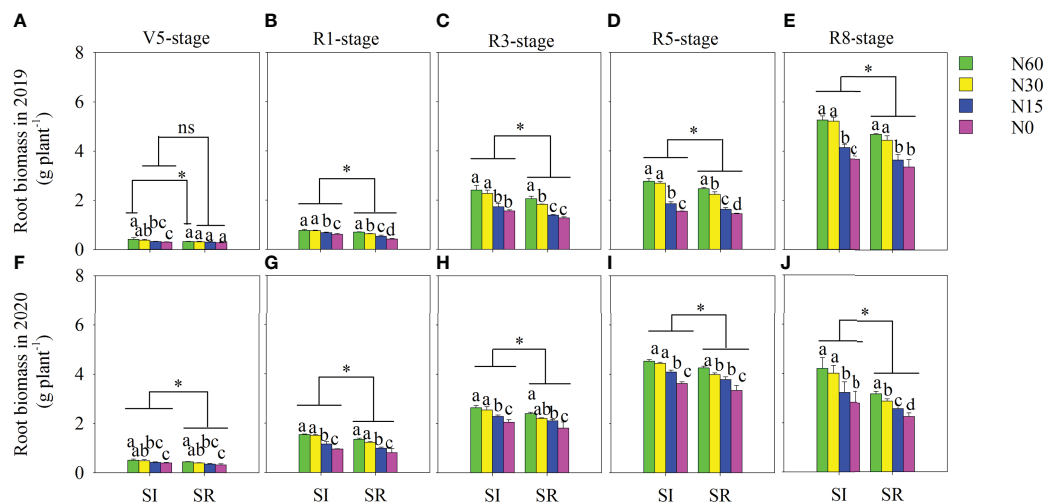 A B C D E
V5-stage R1-stage R3-stage R5-stage R8-stage
N60
N30
N15
N0
Root biomass in 2019
(g plant⁻¹)
8
6
4
2
0
ns
*
a ab bc c a a a a
*
a a b c a b c d
*
a a b b a b c c
*
a a b c a b c d
*
a a b c a a b b
F G H I J
Root biomass in 2020
(g plant⁻¹)
8
6
4
2
0
*
a ab bc c a ab bc c
*
a a b c a a b c
*
a a b c a ab b c
*
a a b c a b b c
*
a a b b a b c d
SI SR SI SR SI SR SI SR SI SR